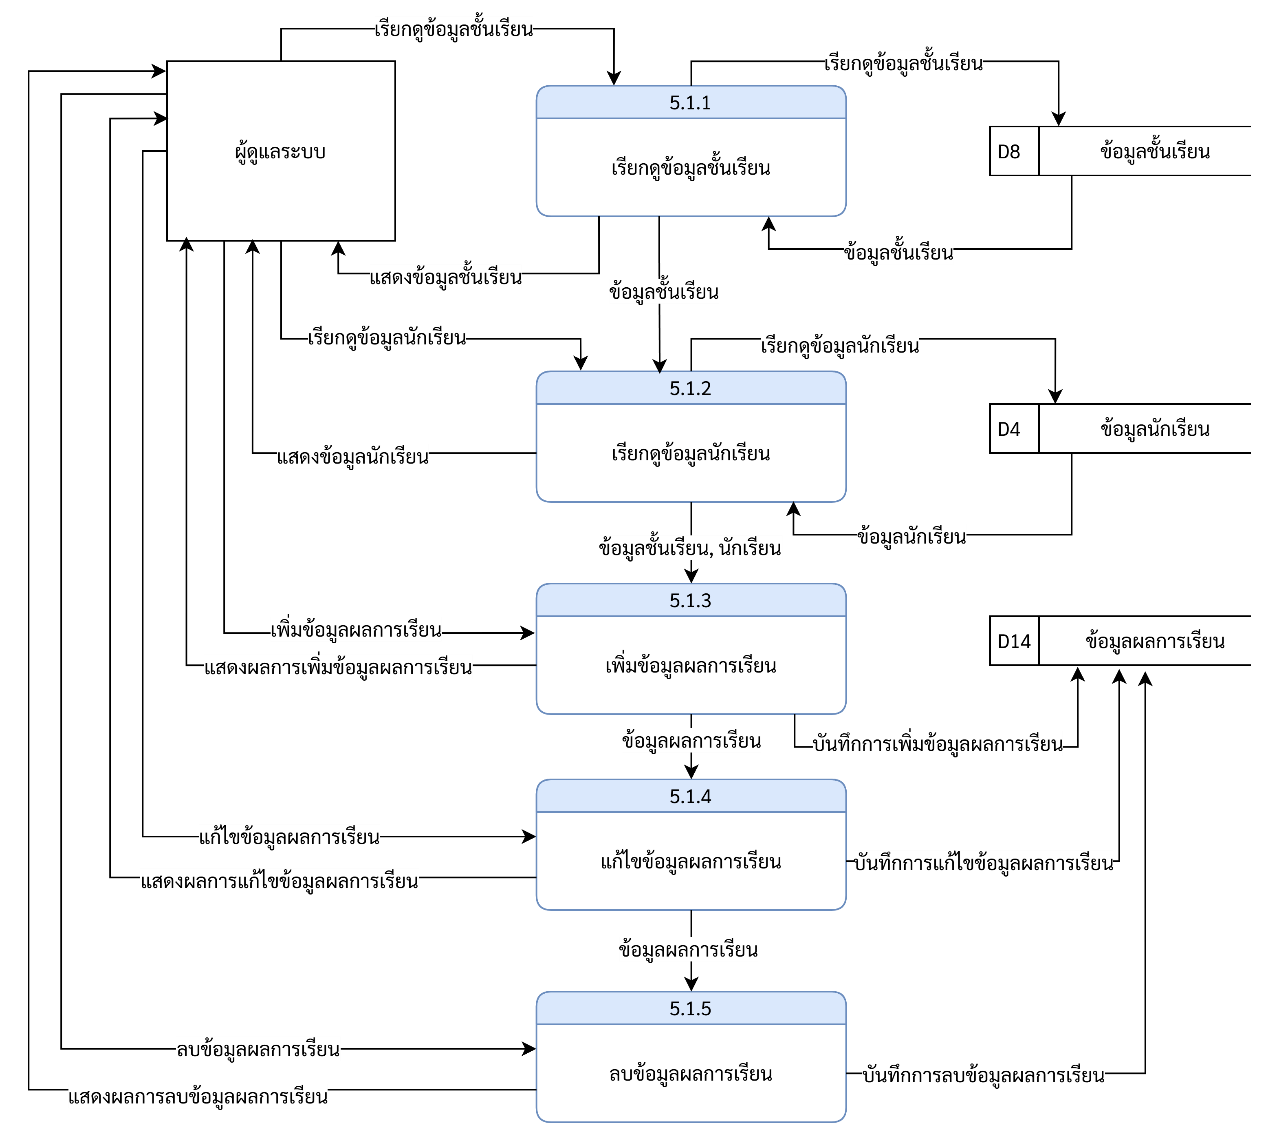 เรียกดูข้อมูลชั้นเรียน
เรียกดูข้อมูลชั้นเรียน
5.1.1
ผู้ดูแลระบบ
เรียกดูข้อมูลชั้นเรียน
D8
ข้อมูลชั้นเรียน
ข้อมูลชั้นเรียน
แสดงข้อมูลชั้นเรียน
ข้อมูลชั้นเรียน
เรียกดูข้อมูลนักเรียน
เรียกดูข้อมูลนักเรียน
5.1.2
D4
ข้อมูลนักเรียน
แสดงข้อมูลนักเรียน
เรียกดูข้อมูลนักเรียน
ข้อมูลนักเรียน
ข้อมูลชั้นเรียน, นักเรียน
5.1.3
เพิ่มข้อมูลผลการเรียน
D14
ข้อมูลผลการเรียน
แสดงผลการเพิ่มข้อมูลผลการเรียน
เพิ่มข้อมูลผลการเรียน
ข้อมูลผลการเรียน
บันทึกการเพิ่มข้อมูลผลการเรียน
5.1.4
แก้ไขข้อมูลผลการเรียน
แก้ไขข้อมูลผลการเรียน
บันทึกการแก้ไขข้อมูลผลการเรียน
แสดงผลการแก้ไขข้อมูลผลการเรียน
ข้อมูลผลการเรียน
5.1.5
ลบข้อมูลผลการเรียน
ลบข้อมูลผลการเรียน
บันทึกการลบข้อมูลผลการเรียน
แสดงผลการลบข้อมูลผลการเรียน